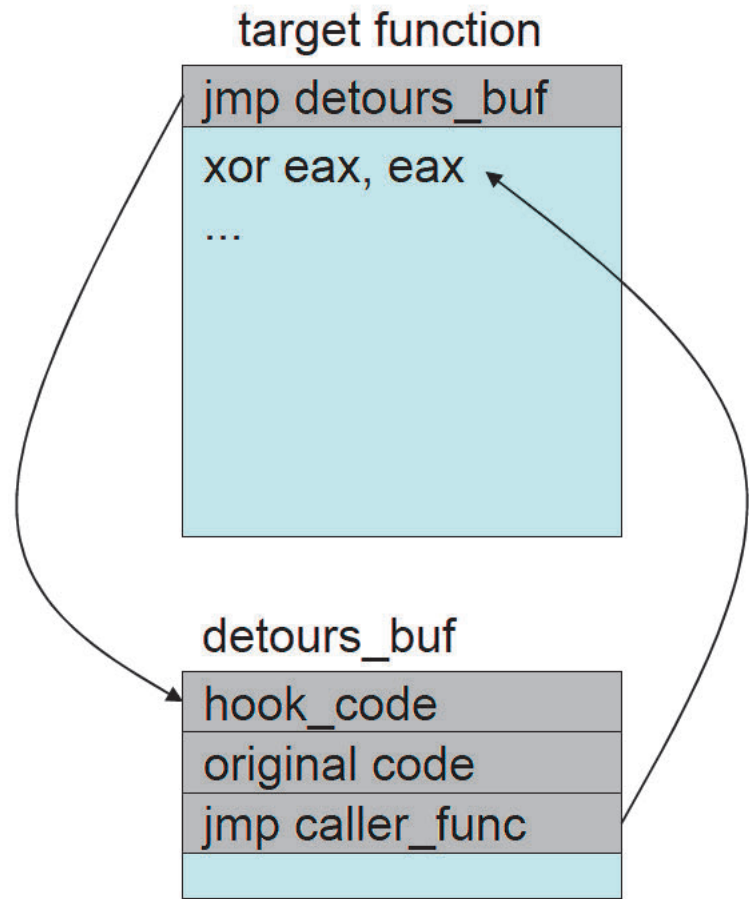 target function
jmp detours_buf
xor eax, eax
...
detours_buf
hook_code
original code
jmp caller_func